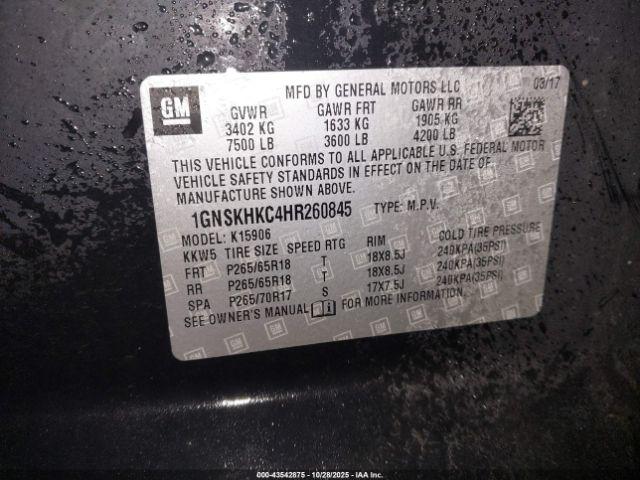 GM
MFD BY GENERAL MOTORS LLC 03/17
GVWR GAWR FRT GAWR RR
3402 KG 1633 KG 1905 KG
7500 LB 3600 LB 4200 LB
THIS VEHICLE CONFORMS TO ALL APPLICABLE U.S. FEDERAL MOTOR
VEHICLE SAFETY STANDARDS IN EFFECT ON THE DATE OF
MANUFACTURE SHOWN ABOVE.
1GNSKHKC4HR260845 TYPE: M.P.V.
MODEL: K15906
KKW5 TIRE SIZE SPEED RTG RIM COLD TIRE PRESSURE
FRT P265/65R18 T 18X8.5J 240KPA(35PSI)
RR P265/65R18 T 18X8.5J 240KPA(35PSI)
SPA P265/70R17 S 17X7.5J 240KPA(35PSI)
SEE OWNER'S MANUAL FOR MORE INFORMATION.
000-43542875 - 10/28/2025 - IAAI.com